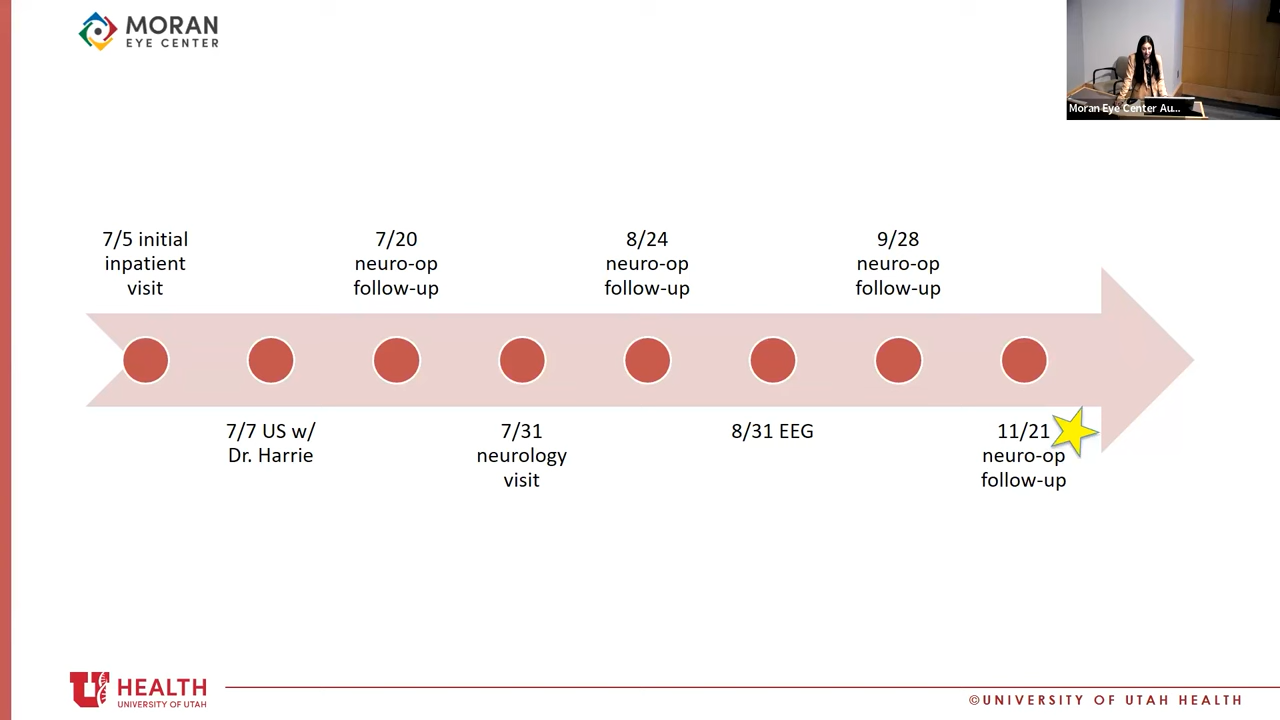 MORAN
EYE CENTER
Moran Eye Center Au...
7/5 initial
inpatient
visit
7/20
neuro-op
follow-up
8/24
neuro-op
follow-up
9/28
neuro-op
follow-up
7/7 US w/
Dr. Harrie
7/31
neurology
visit
8/31 EEG
11/21
neuro-op
follow-up
U HEALTH
UNIVERSITY OF UTAH
©UNIVERSITY OF UTAH HEALTH